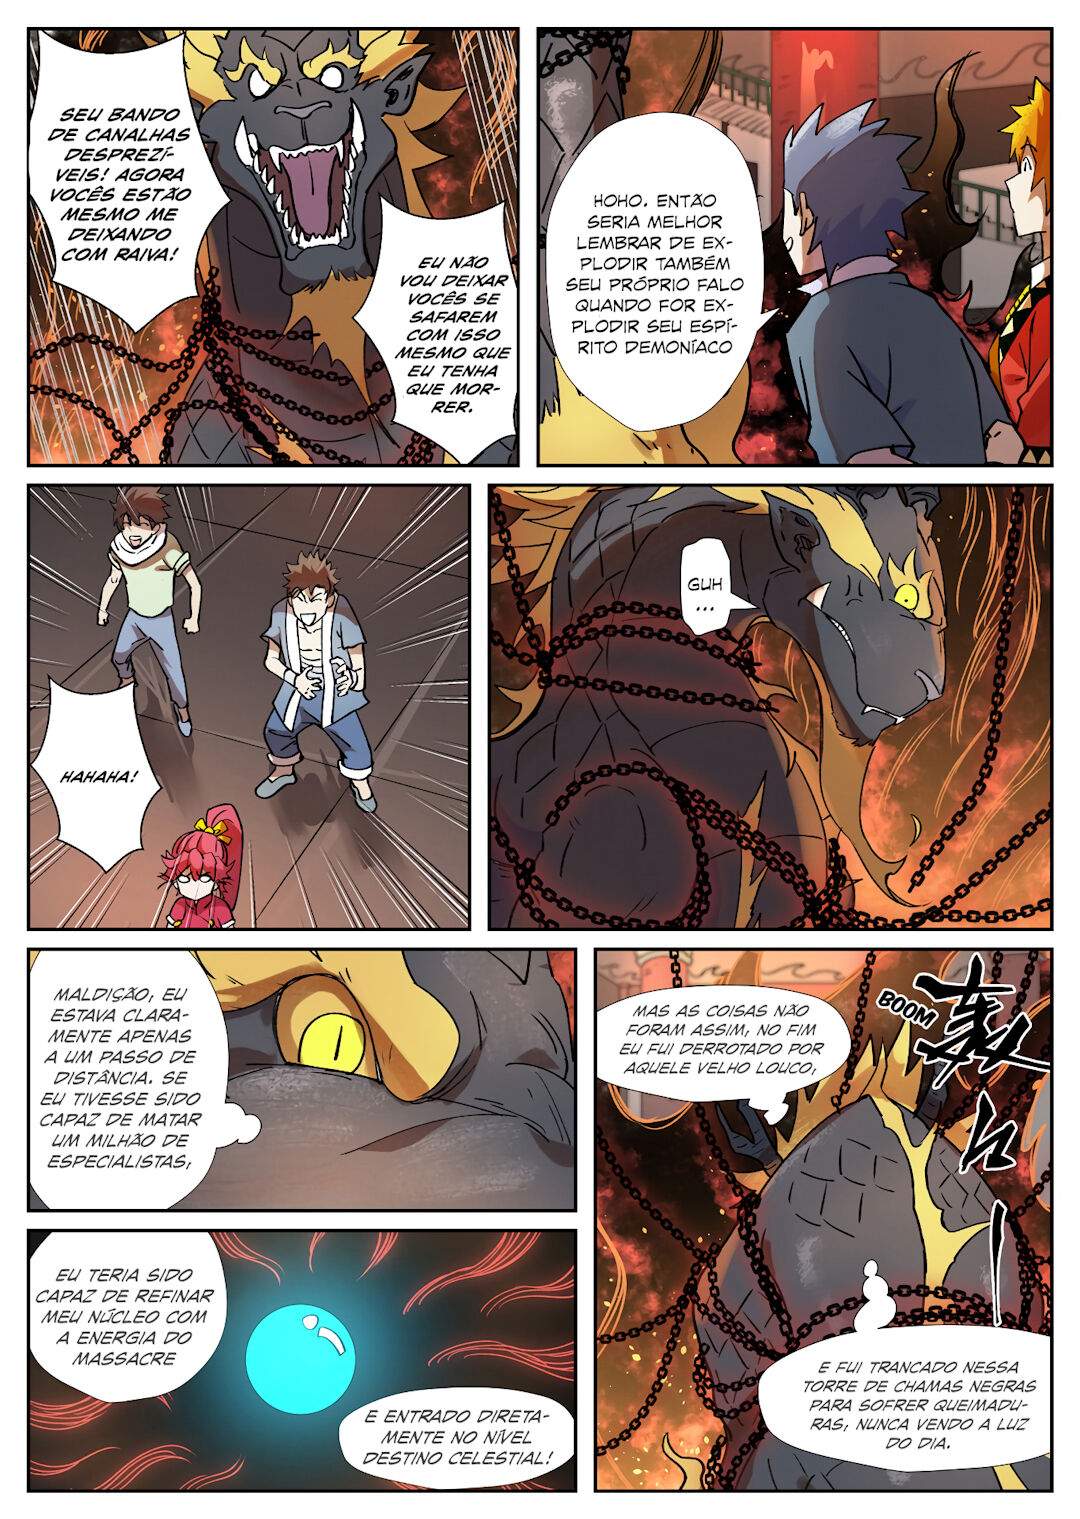 SEU BANDO
DE CANALHAS
DESPREZÍ-
VEIS! AGORA
VOCÊS ESTÃO
MESMO ME
DEIXANDO
COM RAIVA!
EU NÃO
VOU DEIXAR
VOCÊS SE
SAFAREM
COM ISSO
MESMO QUE
EU TENHA
QUE MOR-
RER.
HOHO. ENTÃO
SERIA MELHOR
LEMBRAR DE EX-
PLODIR TAMBÉM
SEU PRÓPRIO FALO
QUANDO FOR EX-
PLODIR SEU ESPÍ-
RITO DEMONÍACO
HAHAHA!
GUH
...
MALDIÇÃO, EU
ESTAVA CLARA-
MENTE APENAS
A UM PASSO DE
DISTÂNCIA. SE
EU TIVESSE SIDO
CAPAZ DE MATAR
UM MILHÃO DE
ESPECIALISTAS,
EU TERIA SIDO
CAPAZ DE REFINAR
MEU NÚCLEO COM
A ENERGIA DO
MASSACRE
E ENTRADO DIRETA-
MENTE NO NÍVEL
DESTINO CELESTIAL!
MAS AS COISAS NÃO
FORAM ASSIM, NO FIM
EU FUI DERROTADO POR
AQUELE VELHO LOUCO,
BOOM
E FUI TRANCADO NESSA
TORRE DE CHAMAS NEGRAS
PARA SOFRER QUEIMADU-
RAS, NUNCA VENDO A LUZ
DO DIA.